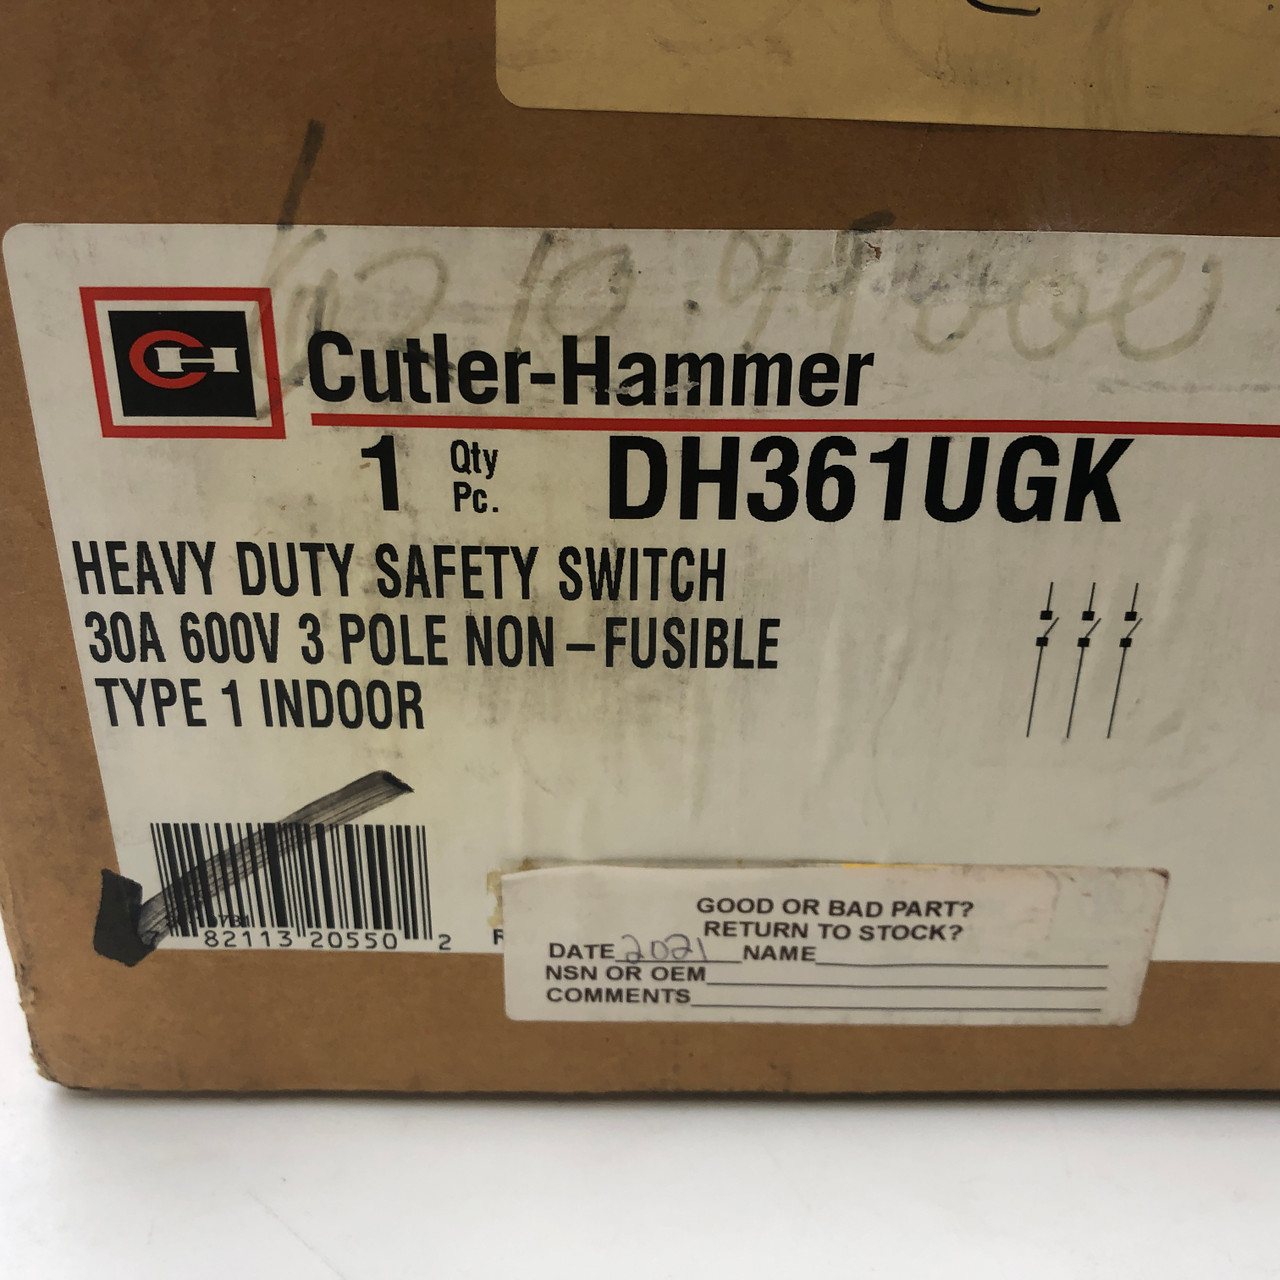 CH Cutler-Hammer
1 Qty Pc. DH361UGK
HEAVY DUTY SAFETY SWITCH
30A 600V 3 POLE NON-FUSIBLE
TYPE 1 INDOOR
82113 20550 2
R
GOOD OR BAD PART?
RETURN TO STOCK?
DATE 2021 NAME
NSN OR OEM
COMMENTS